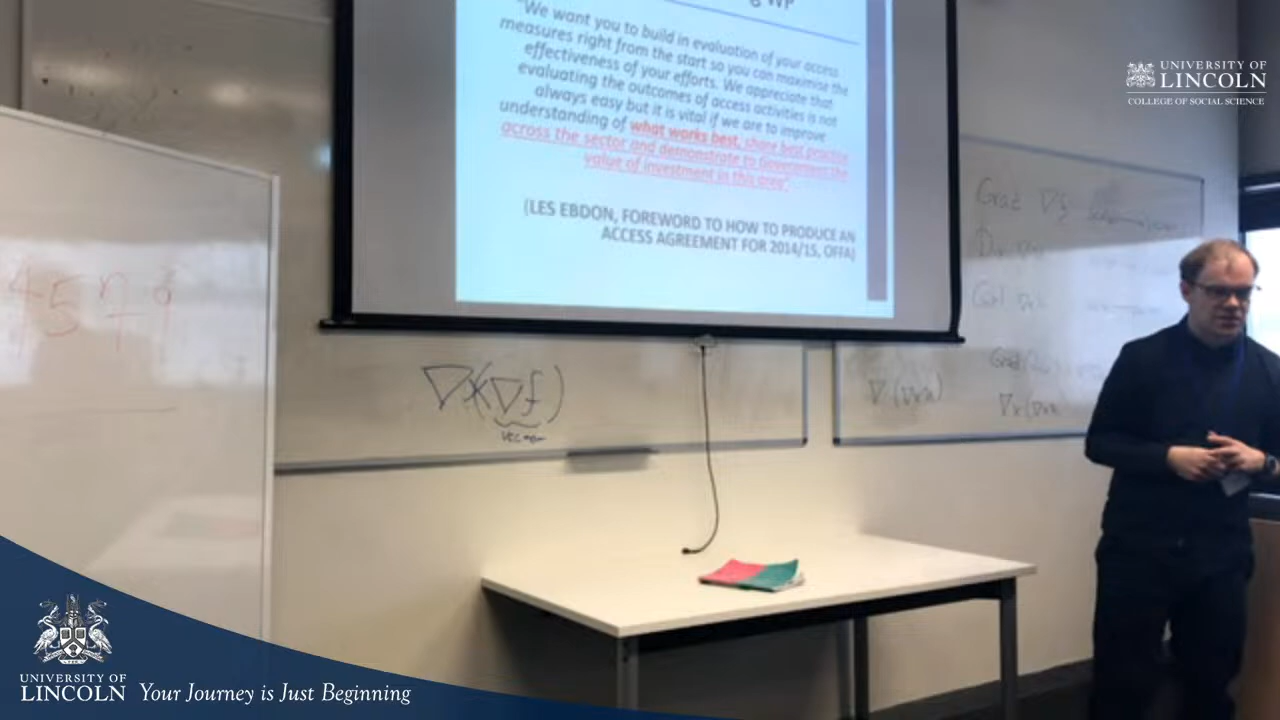 WP
"We want you to build in evaluation of your access
measures right from the start so you can maximise the
effectiveness of your efforts. We appreciate that
evaluating the outcomes of access activities is not
always easy but it is vital if we are to improve
understanding of what works best, share best practice
across the sector and demonstrate to Government the
value of investment in this area"
(LES EBDON, FOREWORD TO HOW TO PRODUCE AN
ACCESS AGREEMENT FOR 2014/15, OFFA)
UNIVERSITY OF
LINCOLN
COLLEGE OF SOCIAL SCIENCE
Grad ∇f
∇x(∇f)
vector
UNIVERSITY OF
LINCOLN Your Journey is Just Beginning